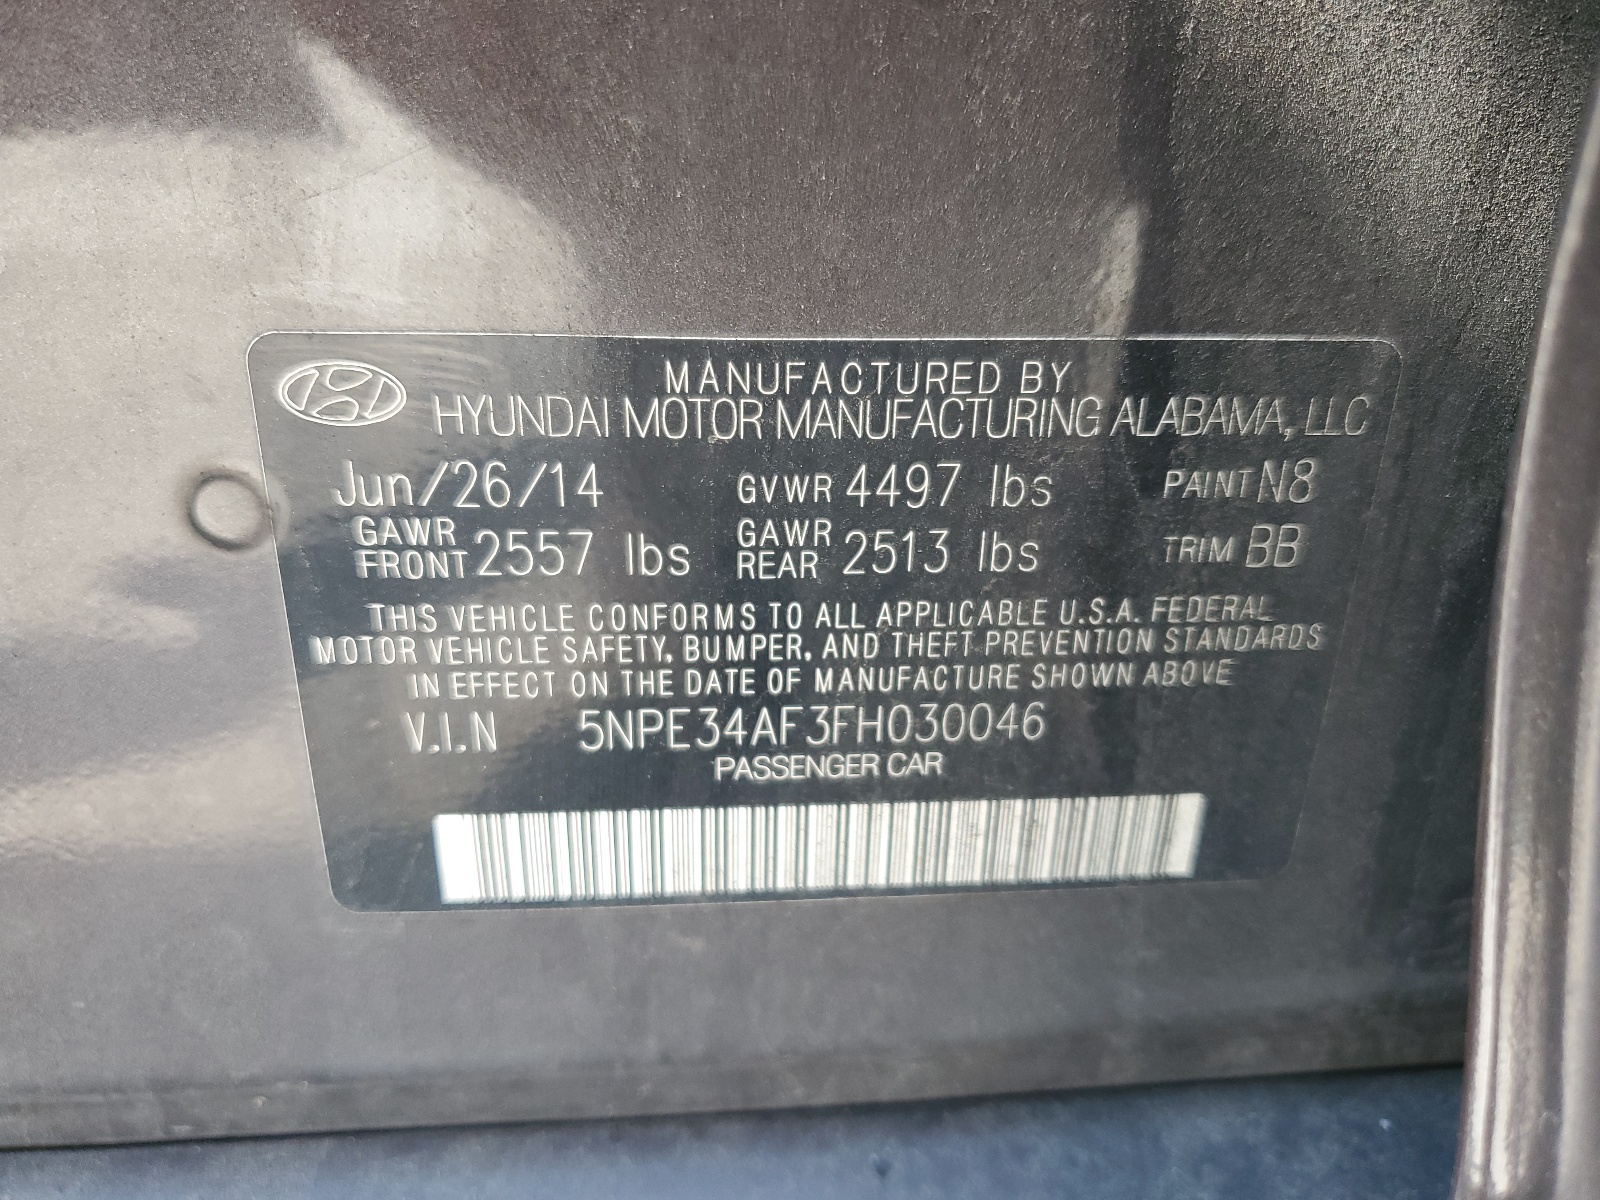 MANUFACTURED BY
HYUNDAI MOTOR MANUFACTURING ALABAMA, LLC
Jun/26/14 GVWR 4497 lbs PAINT N8
GAWR FRONT 2557 lbs GAWR REAR 2513 lbs TRIM BB
THIS VEHICLE CONFORMS TO ALL APPLICABLE U.S.A. FEDERAL
MOTOR VEHICLE SAFETY, BUMPER, AND THEFT PREVENTION STANDARDS
IN EFFECT ON THE DATE OF MANUFACTURE SHOWN ABOVE
V.I.N 5NPE34AF3FH030046
PASSENGER CAR